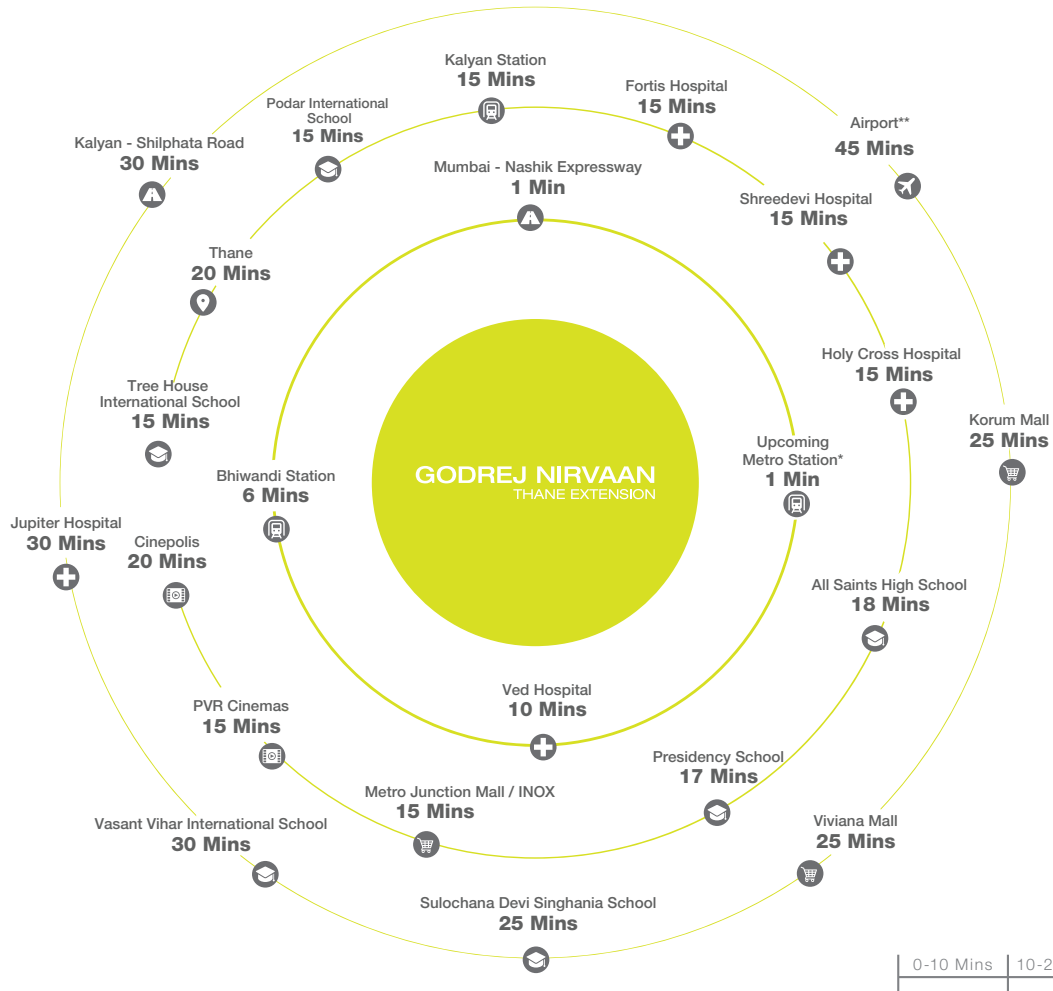 Kalyan Station
15 Mins
Fortis Hospital
15 Mins
Podar International
School
15 Mins
Airport**
45 Mins
Kalyan - Shilphata Road
30 Mins
Mumbai - Nashik Expressway
1 Min
Shreedevi Hospital
15 Mins
Thane
20 Mins
Holy Cross Hospital
15 Mins
Tree House
International School
15 Mins
Korum Mall
25 Mins
Upcoming
Metro Station*
1 Min
Bhiwandi Station
6 Mins
GODREJ NIRVAAN
THANE EXTENSION
Jupiter Hospital
30 Mins
Cinepolis
20 Mins
All Saints High School
18 Mins
Ved Hospital
10 Mins
PVR Cinemas
15 Mins
Presidency School
17 Mins
Metro Junction Mall / INOX
15 Mins
Vasant Vihar International School
30 Mins
Viviana Mall
25 Mins
Sulochana Devi Singhania School
25 Mins
0-10 Mins 10-2